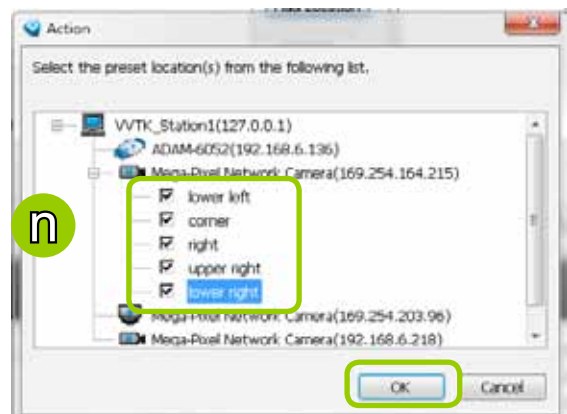 Action
Select the preset location(s) from the following list.
VVTK_Station1(127.0.0.1)
ADAM-6052(192.168.6.136)
Mega-Pixel Network Camera(169.254.164.215)
lower left
corner
n
right
upper right
lower right
Mega-Pixel Network Camera(169.254.203.96)
Mega-Pixel Network Camera(192.168.6.218)
OK
Cancel